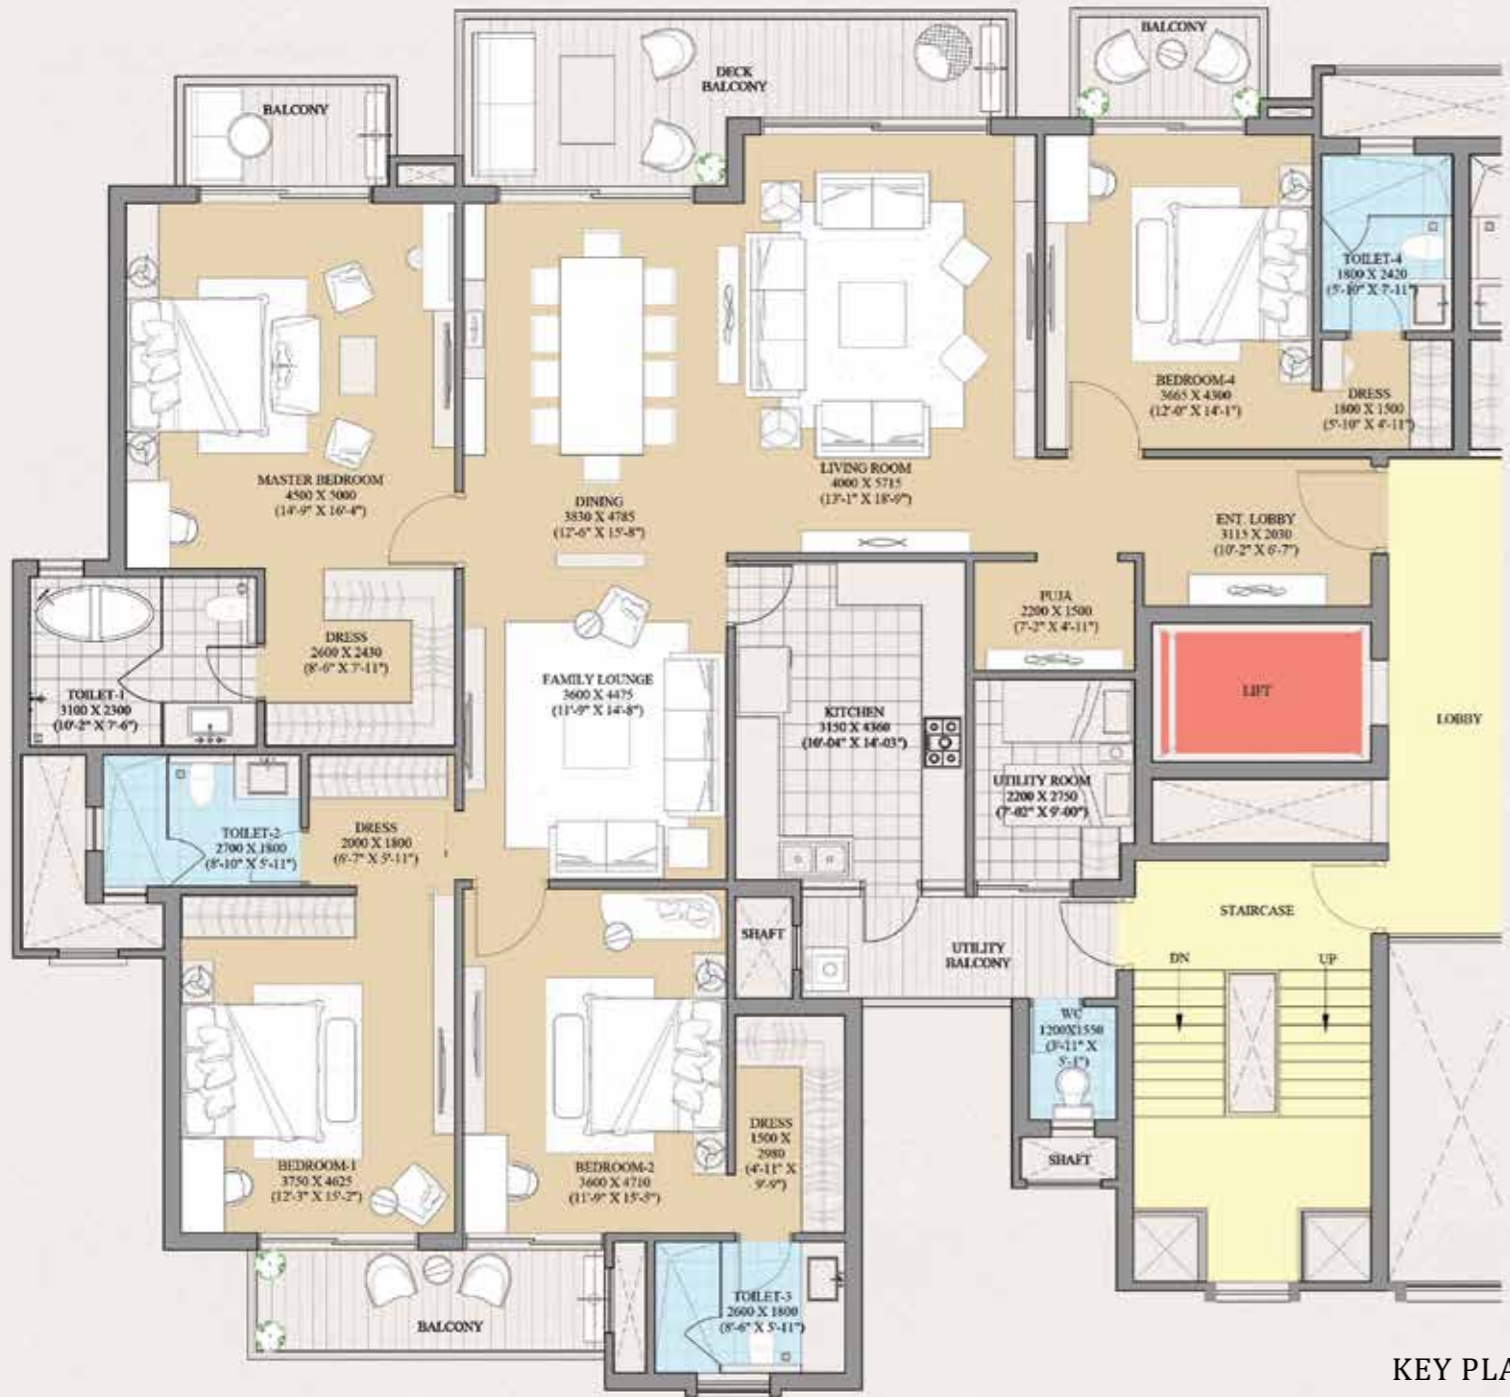 BALCONY
DECK
BALCONY
BALCONY
TOILET-4
1800 X 2420
(5'-10" X 7'-11")
BEDROOM-4
3665 X 4300
(12'-0" X 14'-1")
DRESS
1800 X 1500
(5'-10" X 4'-11")
MASTER BEDROOM
4500 X 5000
(14'-9" X 16'-4")
DINING
3830 X 4785
(12'-6" X 15'-8")
LIVING ROOM
4000 X 5715
(13'-1" X 18'-9")
ENT. LOBBY
3115 X 2030
(10'-2" X 6'-7")
PUJA
2200 X 1500
(7'-2" X 4'-11")
DRESS
2600 X 2430
(8'-6" X 7'-11")
TOILET-1
3100 X 2300
(10'-2" X 7'-6")
FAMILY LOUNGE
3600 X 4475
(11'-9" X 14'-8")
KITCHEN
3150 X 4360
(10'-04" X 14'-03")
LIFT
LOBBY
UTILITY ROOM
2200 X 2750
(7'-02" X 9'-00")
TOILET-2
2700 X 1800
(8'-10" X 5'-11")
DRESS
2000 X 1800
(6'-7" X 5'-11")
STAIRCASE
SHAFT
UTILITY
BALCONY
DN
UP
WC
1200X1550
(3'-11" X
5'-1")
SHAFT
DRESS
1500 X
2980
(4'-11" X
9'-9")
BEDROOM-1
3750 X 4625
(12'-3" X 15'-2")
BEDROOM-2
3600 X 4710
(11'-9" X 15'-5")
TOILET-3
2600 X 1800
(8'-6" X 5'-11")
BALCONY
KEY PLA